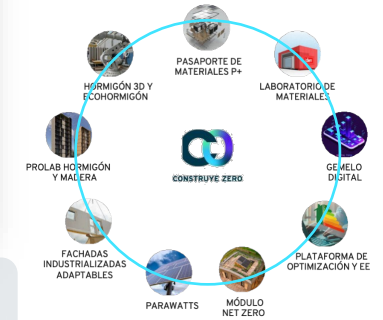 PASAPORTE DE
MATERIALES P+
HORMIGÓN 3D Y
ECOHORMIGÓN
LABORATORIO DE
MATERIALES
PROLAB HORMIGÓN
Y MADERA
CONSTRUYE ZERO
GEMELO
DIGITAL
FACHADAS
INDUSTRIALIZADAS
ADAPTABLES
PLATAFORMA DE
OPTIMIZACIÓN Y EE
PARAWATTS
MÓDULO
NET ZERO